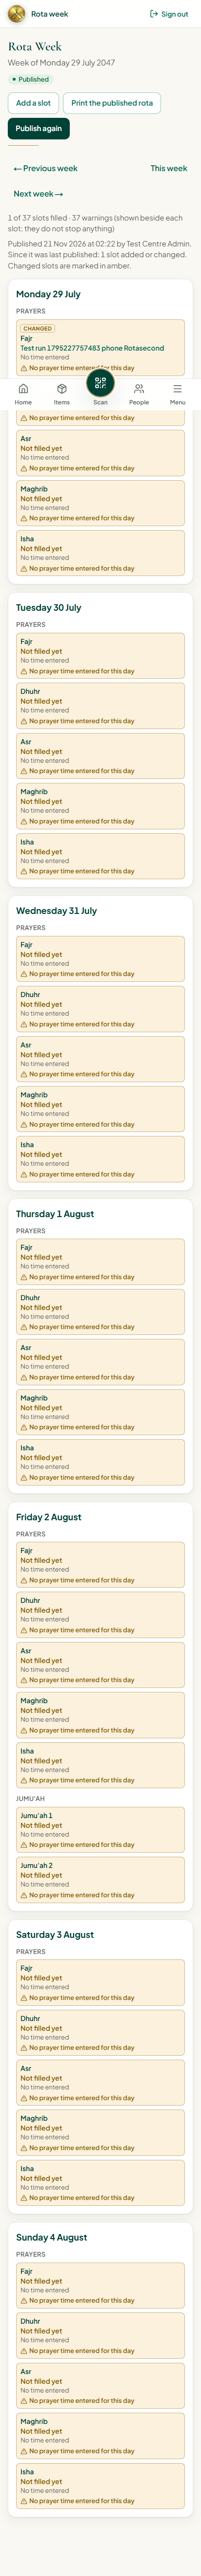 Rota week
Sign out
Rota Week
Week of Monday 29 July 2047
Published
Add a slot
Print the published rota
Publish again
← Previous week
This week
Next week →
1 of 37 slots filled · 37 warnings (shown beside each
slot; they do not stop anything)
Published 21 Nov 2026 at 02:22 by Test Centre Admin.
Since it was last published: 1 slot added or changed.
Changed slots are marked in amber.
Monday 29 July
PRAYERS
CHANGED
Fajr
Test run 1795227757483 phone Rotasecond
No time entered
No prayer time entered for this day
Home
Items
Scan
People
Menu
No prayer time entered for this day
Asr
Not filled yet
No time entered
No prayer time entered for this day
Maghrib
Not filled yet
No time entered
No prayer time entered for this day
Isha
Not filled yet
No time entered
No prayer time entered for this day
Tuesday 30 July
PRAYERS
Fajr
Not filled yet
No time entered
No prayer time entered for this day
Dhuhr
Not filled yet
No time entered
No prayer time entered for this day
Asr
Not filled yet
No time entered
No prayer time entered for this day
Maghrib
Not filled yet
No time entered
No prayer time entered for this day
Isha
Not filled yet
No time entered
No prayer time entered for this day
Wednesday 31 July
PRAYERS
Fajr
Not filled yet
No time entered
No prayer time entered for this day
Dhuhr
Not filled yet
No time entered
No prayer time entered for this day
Asr
Not filled yet
No time entered
No prayer time entered for this day
Maghrib
Not filled yet
No time entered
No prayer time entered for this day
Isha
Not filled yet
No time entered
No prayer time entered for this day
Thursday 1 August
PRAYERS
Fajr
Not filled yet
No time entered
No prayer time entered for this day
Dhuhr
Not filled yet
No time entered
No prayer time entered for this day
Asr
Not filled yet
No time entered
No prayer time entered for this day
Maghrib
Not filled yet
No time entered
No prayer time entered for this day
Isha
Not filled yet
No time entered
No prayer time entered for this day
Friday 2 August
PRAYERS
Fajr
Not filled yet
No time entered
No prayer time entered for this day
Dhuhr
Not filled yet
No time entered
No prayer time entered for this day
Asr
Not filled yet
No time entered
No prayer time entered for this day
Maghrib
Not filled yet
No time entered
No prayer time entered for this day
Isha
Not filled yet
No time entered
No prayer time entered for this day
JUMU'AH
Jumu'ah 1
Not filled yet
No prayer time entered for this day
Jumu'ah 2
Not filled yet
No time entered
No prayer time entered for this day
Saturday 3 August
PRAYERS
Fajr
Not filled yet
No time entered
No prayer time entered for this day
Dhuhr
Not filled yet
No time entered
No prayer time entered for this day
Asr
Not filled yet
No time entered
No prayer time entered for this day
Maghrib
Not filled yet
No time entered
No prayer time entered for this day
Isha
Not filled yet
No time entered
No prayer time entered for this day
Sunday 4 August
PRAYERS
Fajr
Not filled yet
No time entered
No prayer time entered for this day
Dhuhr
Not filled yet
No time entered
No prayer time entered for this day
Asr
Not filled yet
No time entered
No prayer time entered for this day
Maghrib
Not filled yet
No time entered
No prayer time entered for this day
Isha
Not filled yet
No time entered
No prayer time entered for this day